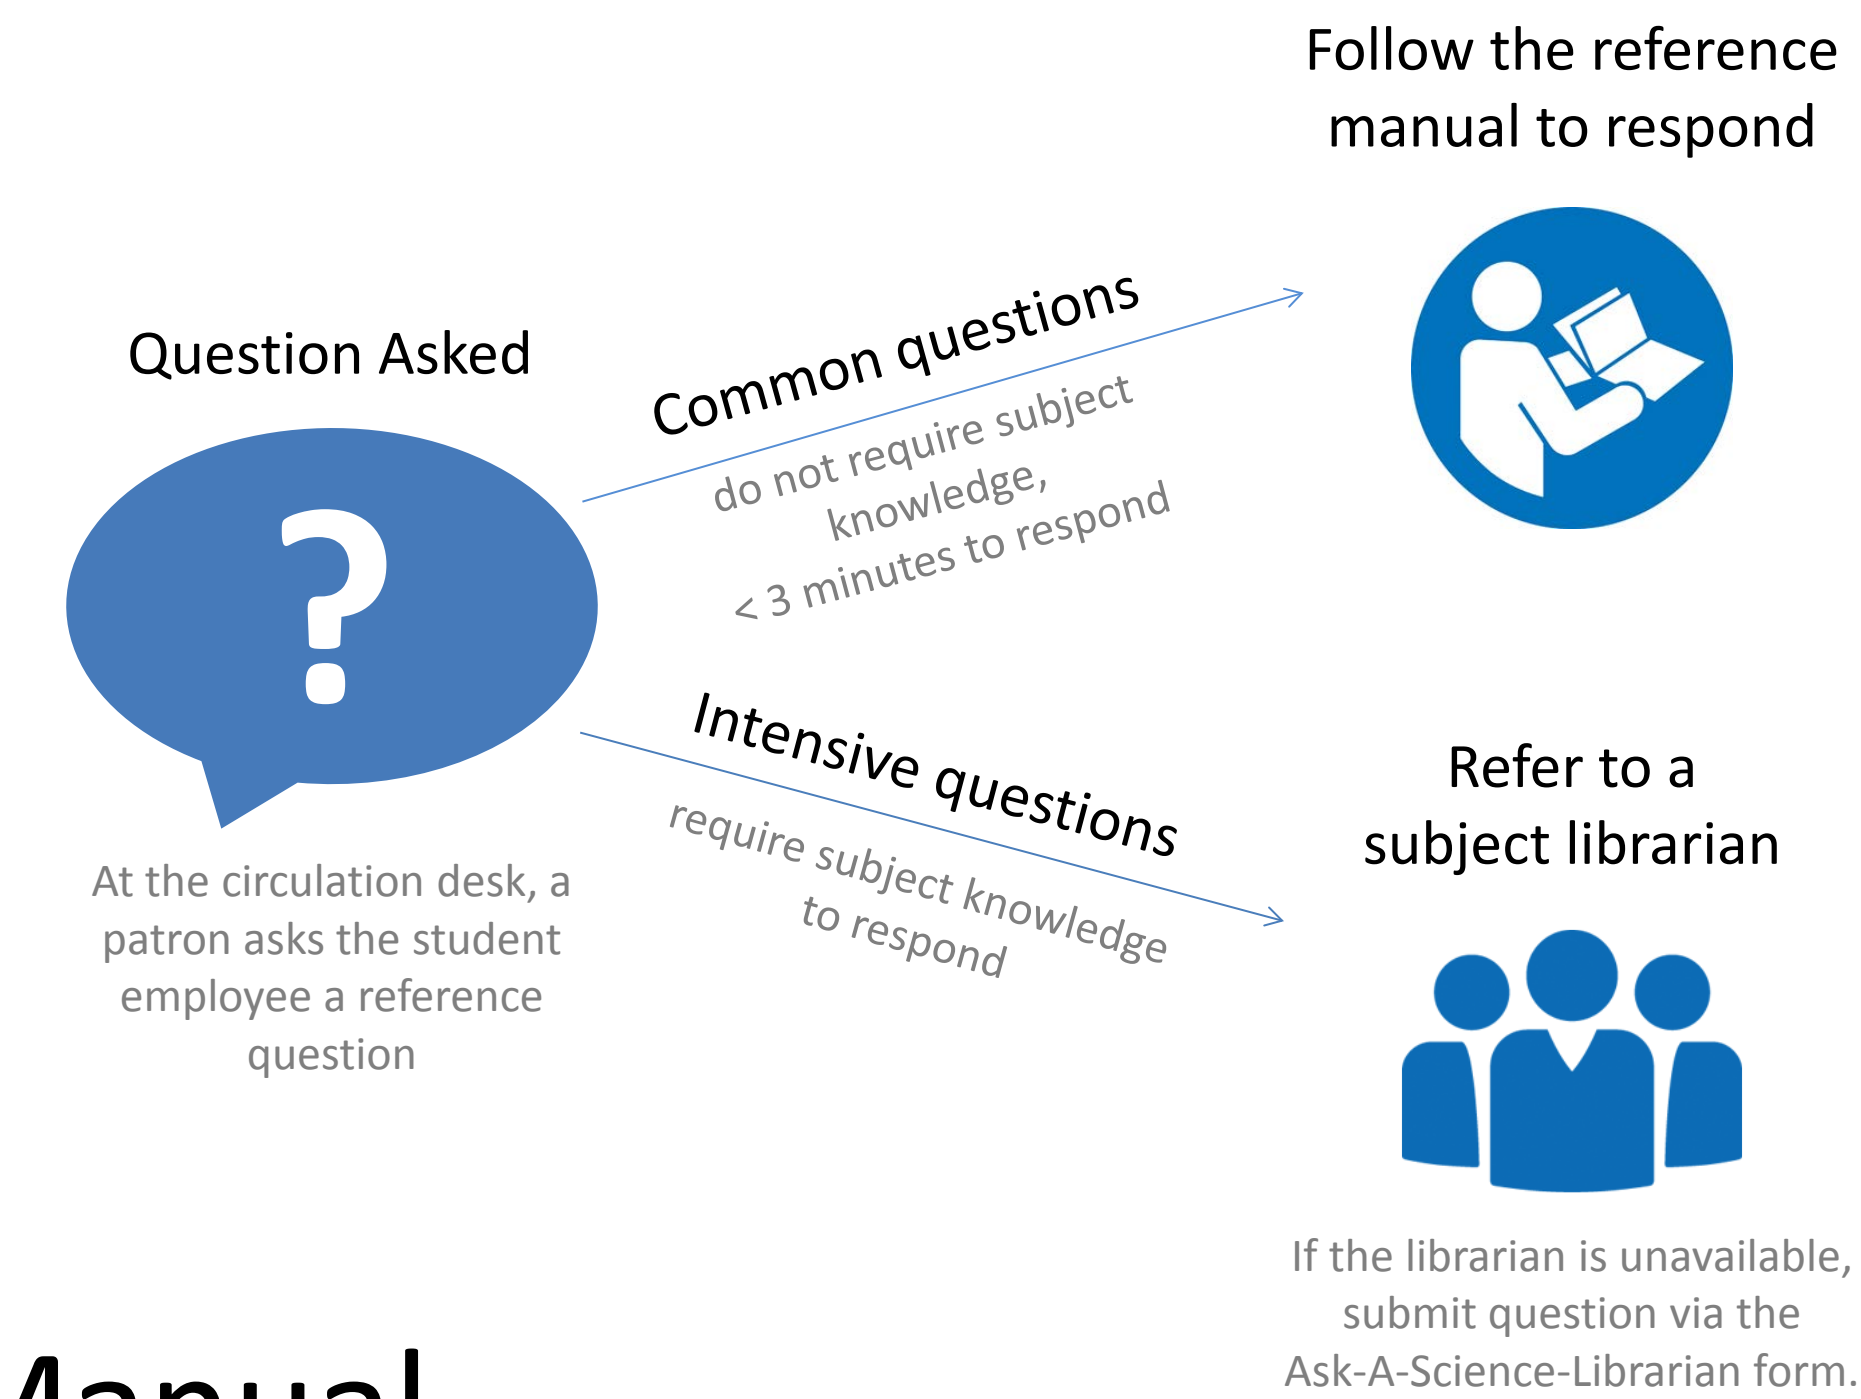 Follow the reference
manual to respond
Question Asked
?
Common questions
do not require subject
knowledge,
< 3 minutes to respond
Intensive questions
require subject knowledge
to respond
At the circulation desk, a
patron asks the student
employee a reference
question
Refer to a
subject librarian
If the librarian is unavailable,
submit question via the
Ask-A-Science-Librarian form.
Manual